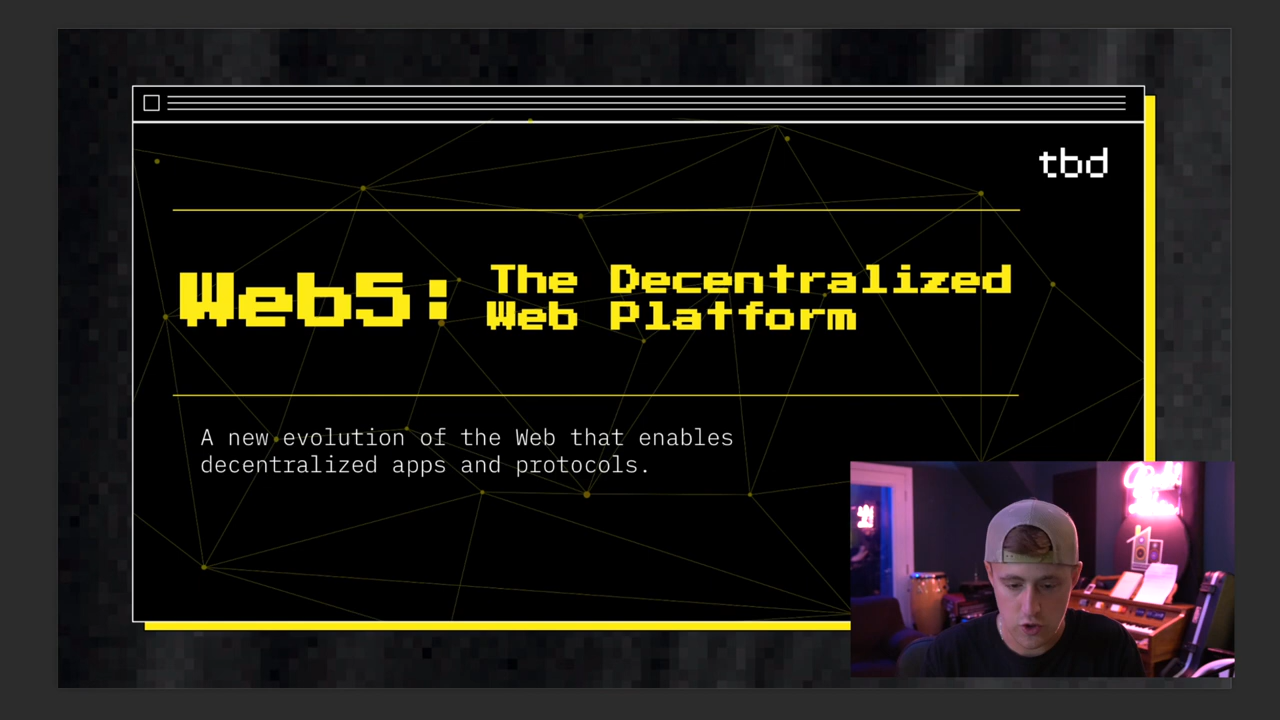 tbd
Web5:
The Decentralized
Web Platform
A new evolution of the Web that enables
decentralized apps and protocols.